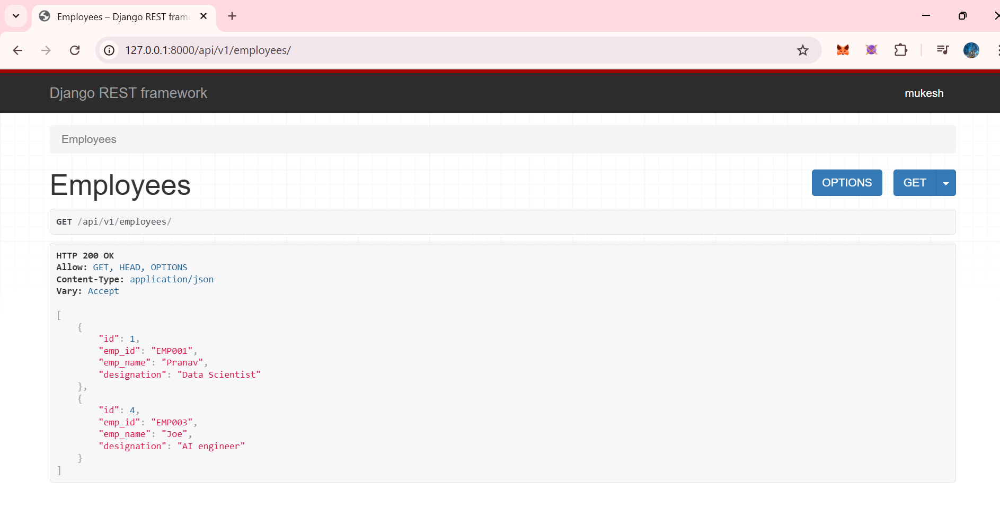 Employees – Django REST fram
127.0.0.1:8000/api/v1/employees/
Django REST framework
mukesh
Employees
Employees
OPTIONS
GET
GET /api/v1/employees/
HTTP 200 OK
Allow: GET, HEAD, OPTIONS
Content-Type: application/json
Vary: Accept
[
    {
        "id": 1,
        "emp_id": "EMP001",
        "emp_name": "Pranav",
        "designation": "Data Scientist"
    },
    {
        "id": 4,
        "emp_id": "EMP003",
        "emp_name": "Joe",
        "designation": "AI engineer"
    }
]